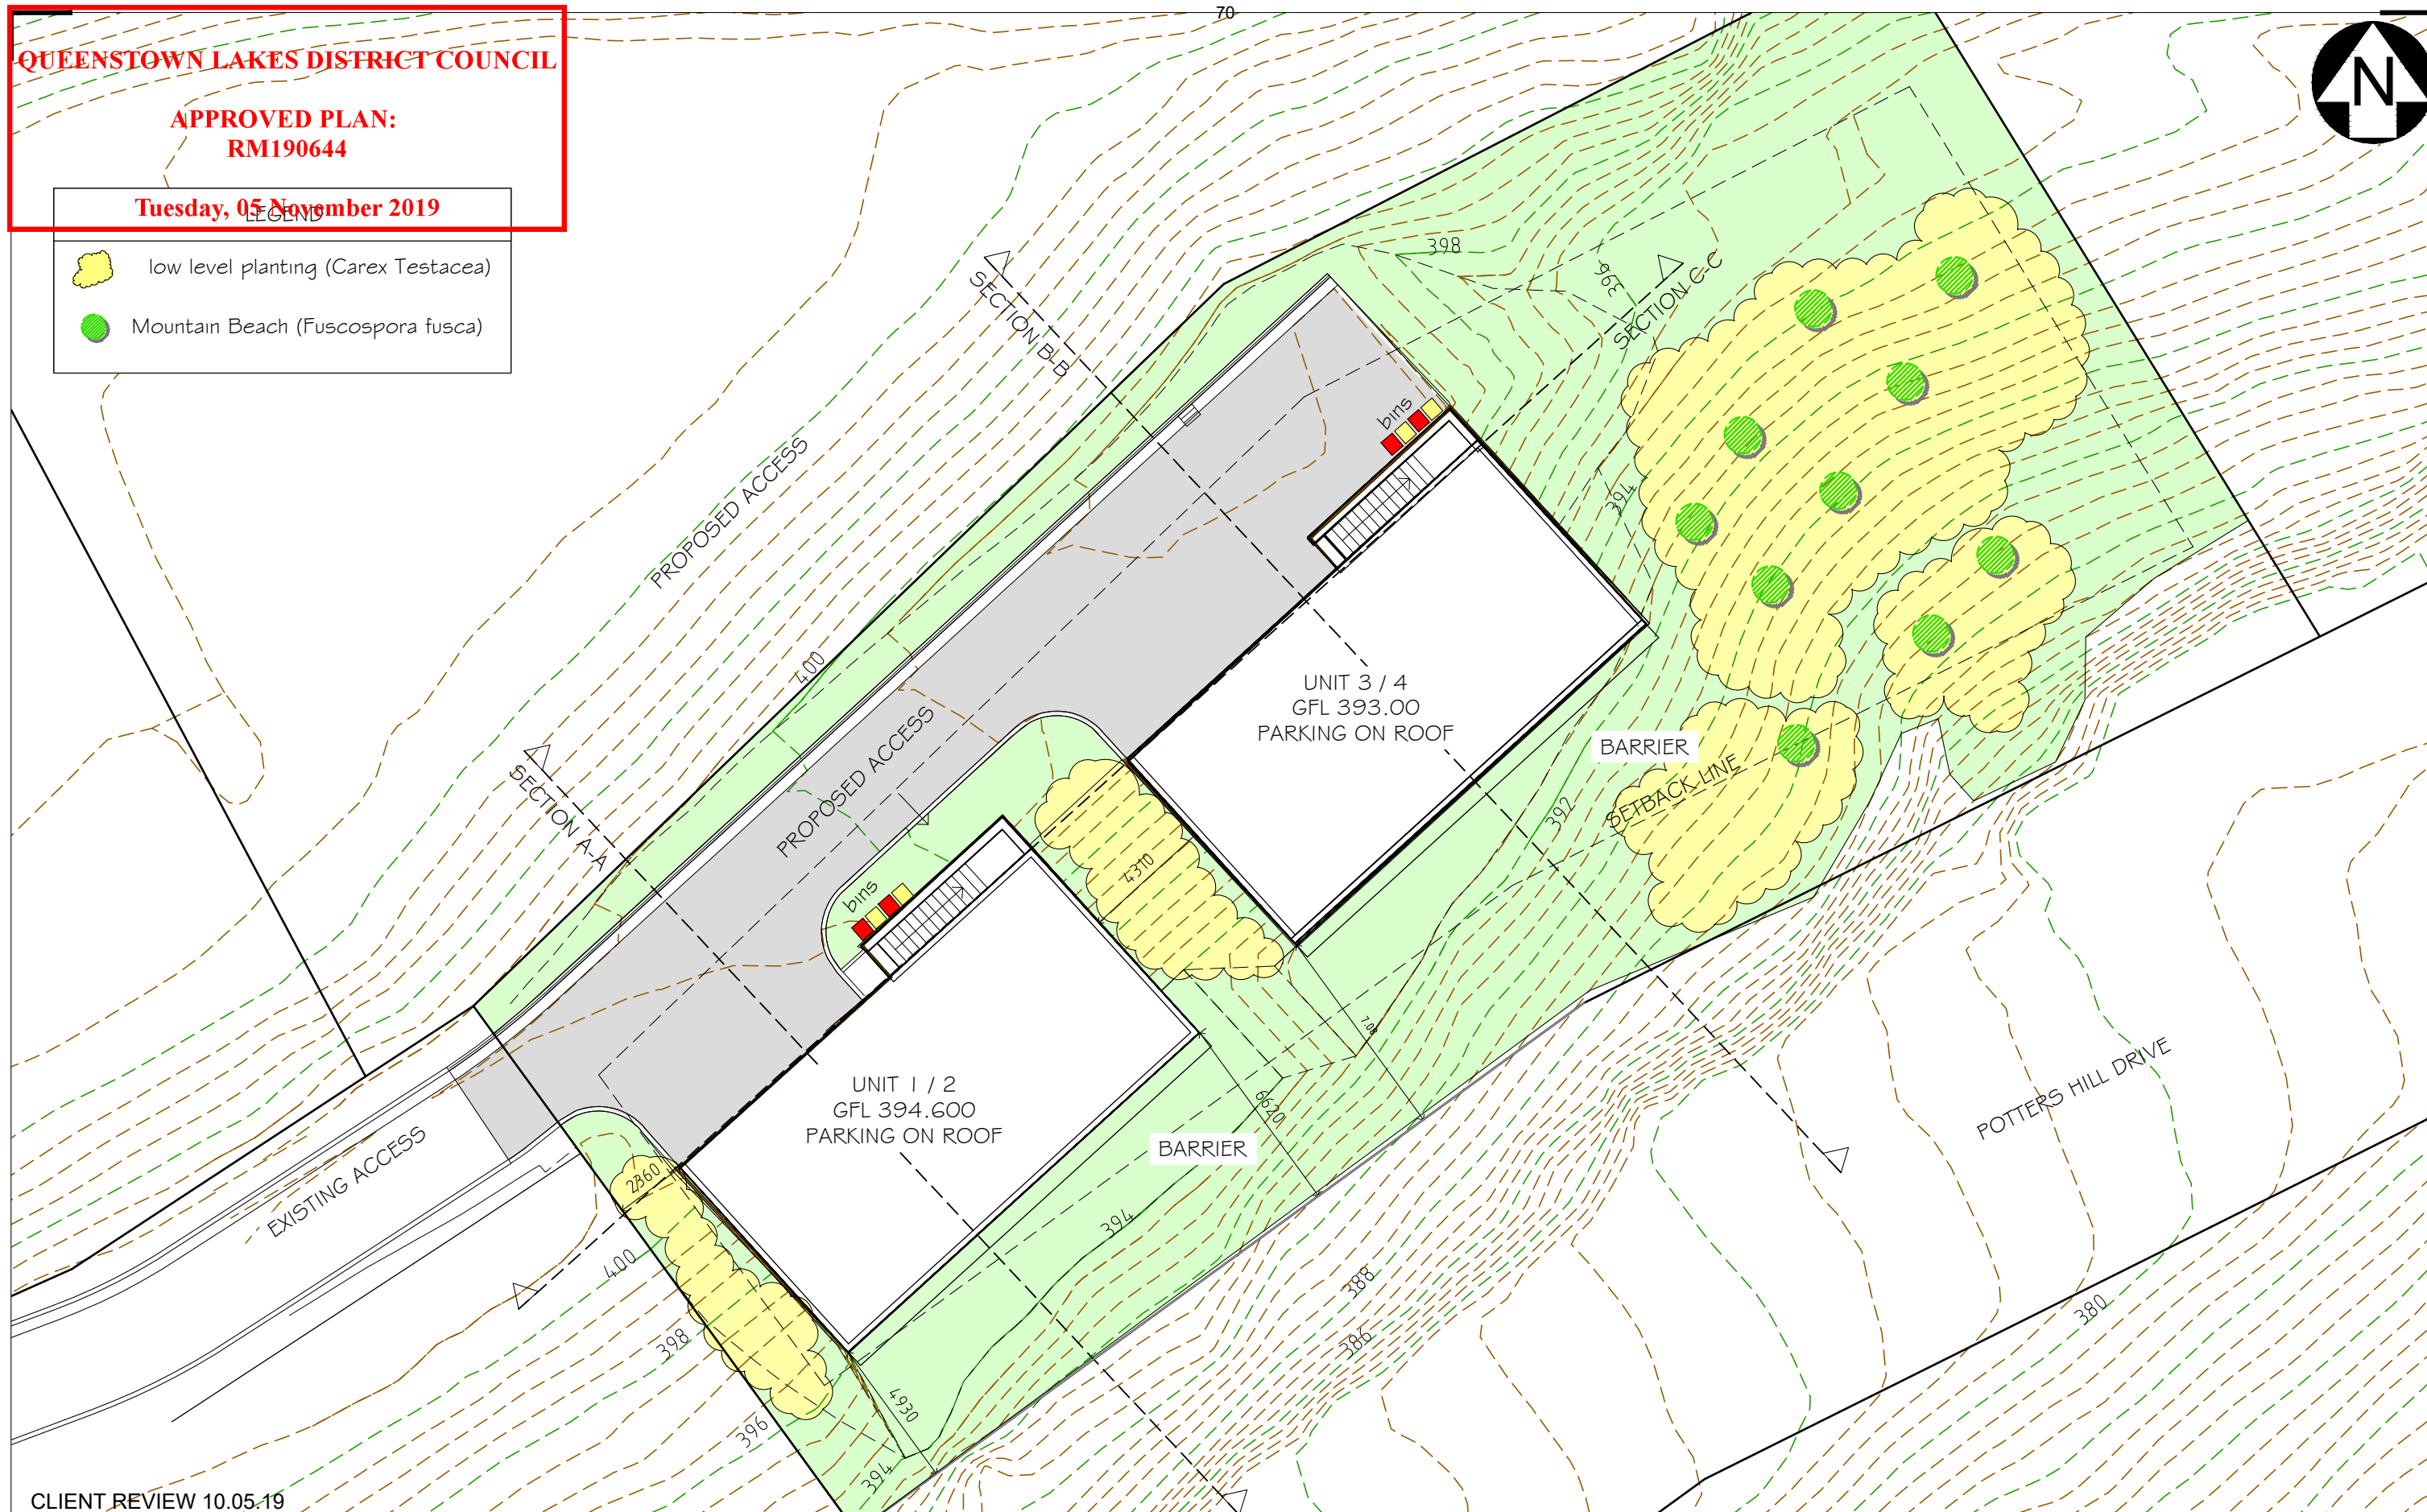 70
QUEENSTOWN LAKES DISTRICT COUNCIL
APPROVED PLAN:
RM190644
Tuesday, 05 November 2019
LEGEND
low level planting (Carex Testacea)
Mountain Beach (Fuscospora fusca)
N
398
396
SECTION C-C
SECTION B-B
bins
PROPOSED ACCESS
394
400
UNIT 3 / 4
GFL 393.00
PARKING ON ROOF
BARRIER
SETBACK LINE
392
PROPOSED ACCESS
SECTION A-A
4310
bins
7.08
UNIT 1 / 2
GFL 394.600
PARKING ON ROOF
6620
BARRIER
POTTERS HILL DRIVE
EXISTING ACCESS
2360
394
400
388
398
386
380
4930
396
394
CLIENT REVIEW 10.05.19